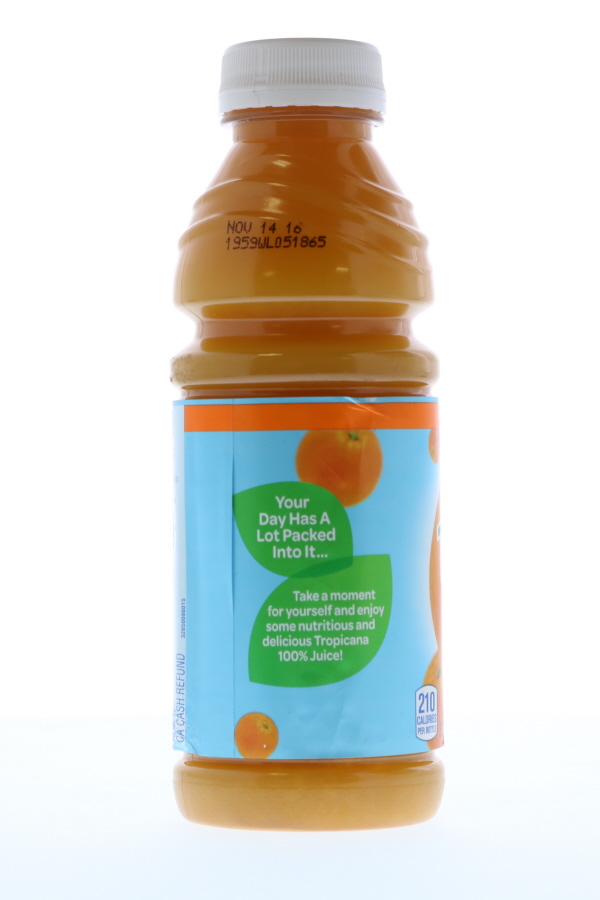 NOV 14 16
1959WL051865
Your
Day Has A
Lot Packed
Into It...
Take a moment
for yourself and enjoy
some nutritious and
delicious Tropicana
100% Juice!
210
CALORIES
PER BOTTLE
CA CASH REFUND